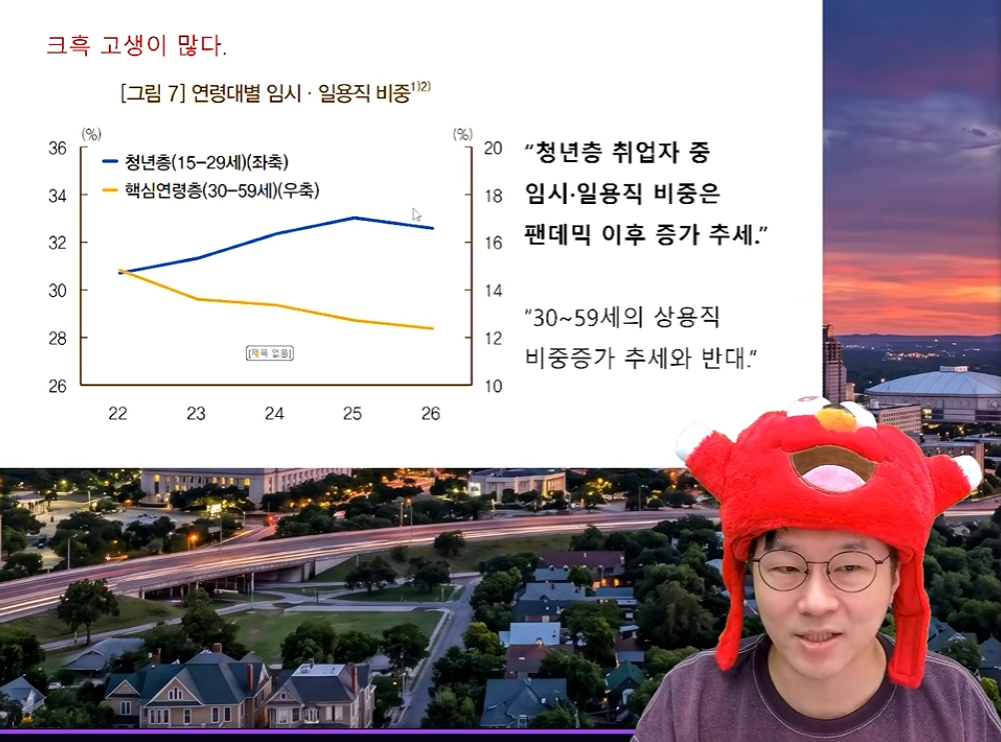 크흑 고생이 많다.
[그림 7] 연령대별 임시 · 일용직 비중1)2)
(%)
(%)
청년층(15-29세)(좌축)
핵심연령층(30-59세)(우축)
36
34
32
30
28
26
20
18
16
14
12
10
22 23 24 25 26
[제목 없음]
“청년층 취업자 중
임시·일용직 비중은
팬데믹 이후 증가 추세.”
“30~59세의 상용직
비중증가 추세와 반대.”